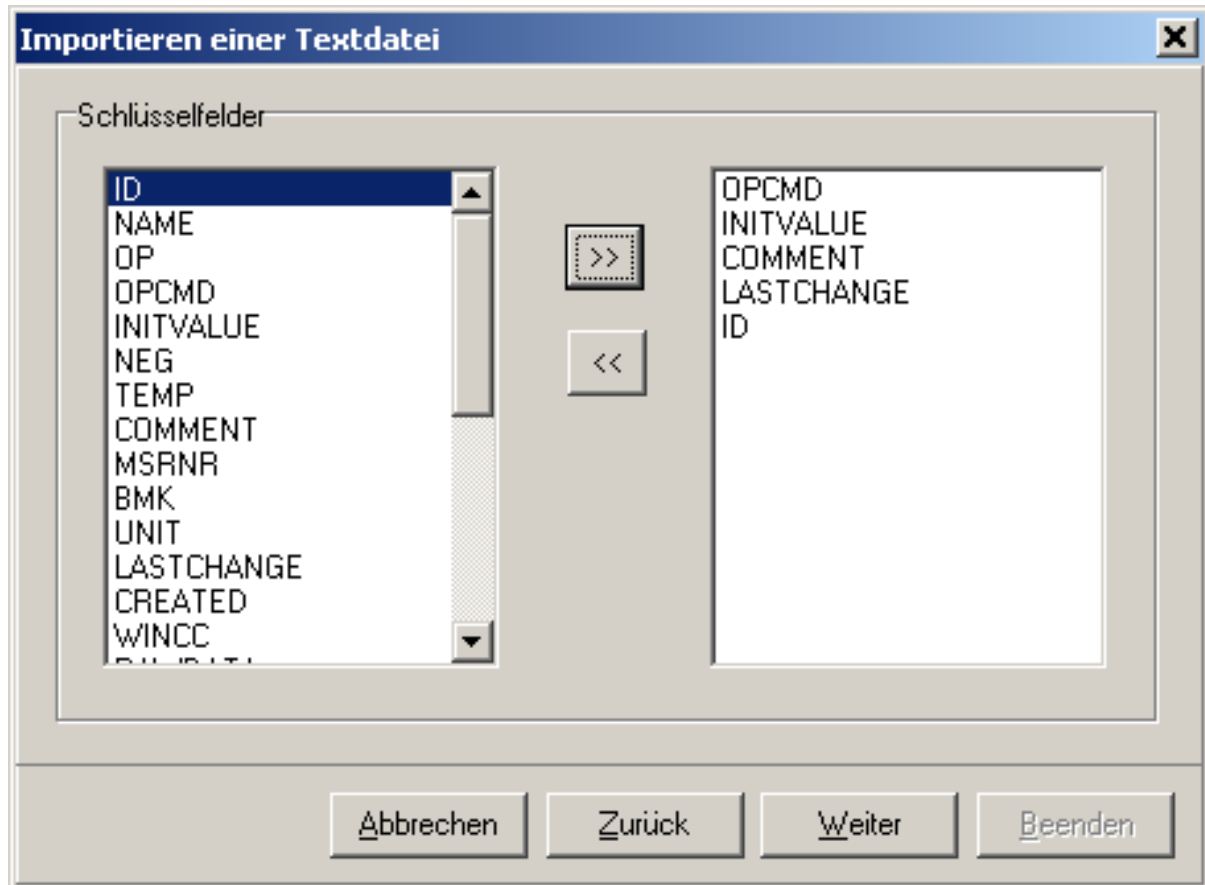 Importieren einer Textdatei
Schlüsselfelder
ID
NAME
OP
OPCMD
INITVALUE
NEG
TEMP
COMMENT
MSRNR
BMK
UNIT
LASTCHANGE
CREATED
WINCC
>>
<<
OPCMD
INITVALUE
COMMENT
LASTCHANGE
ID
Abbrechen
Zurück
Weiter
Beenden